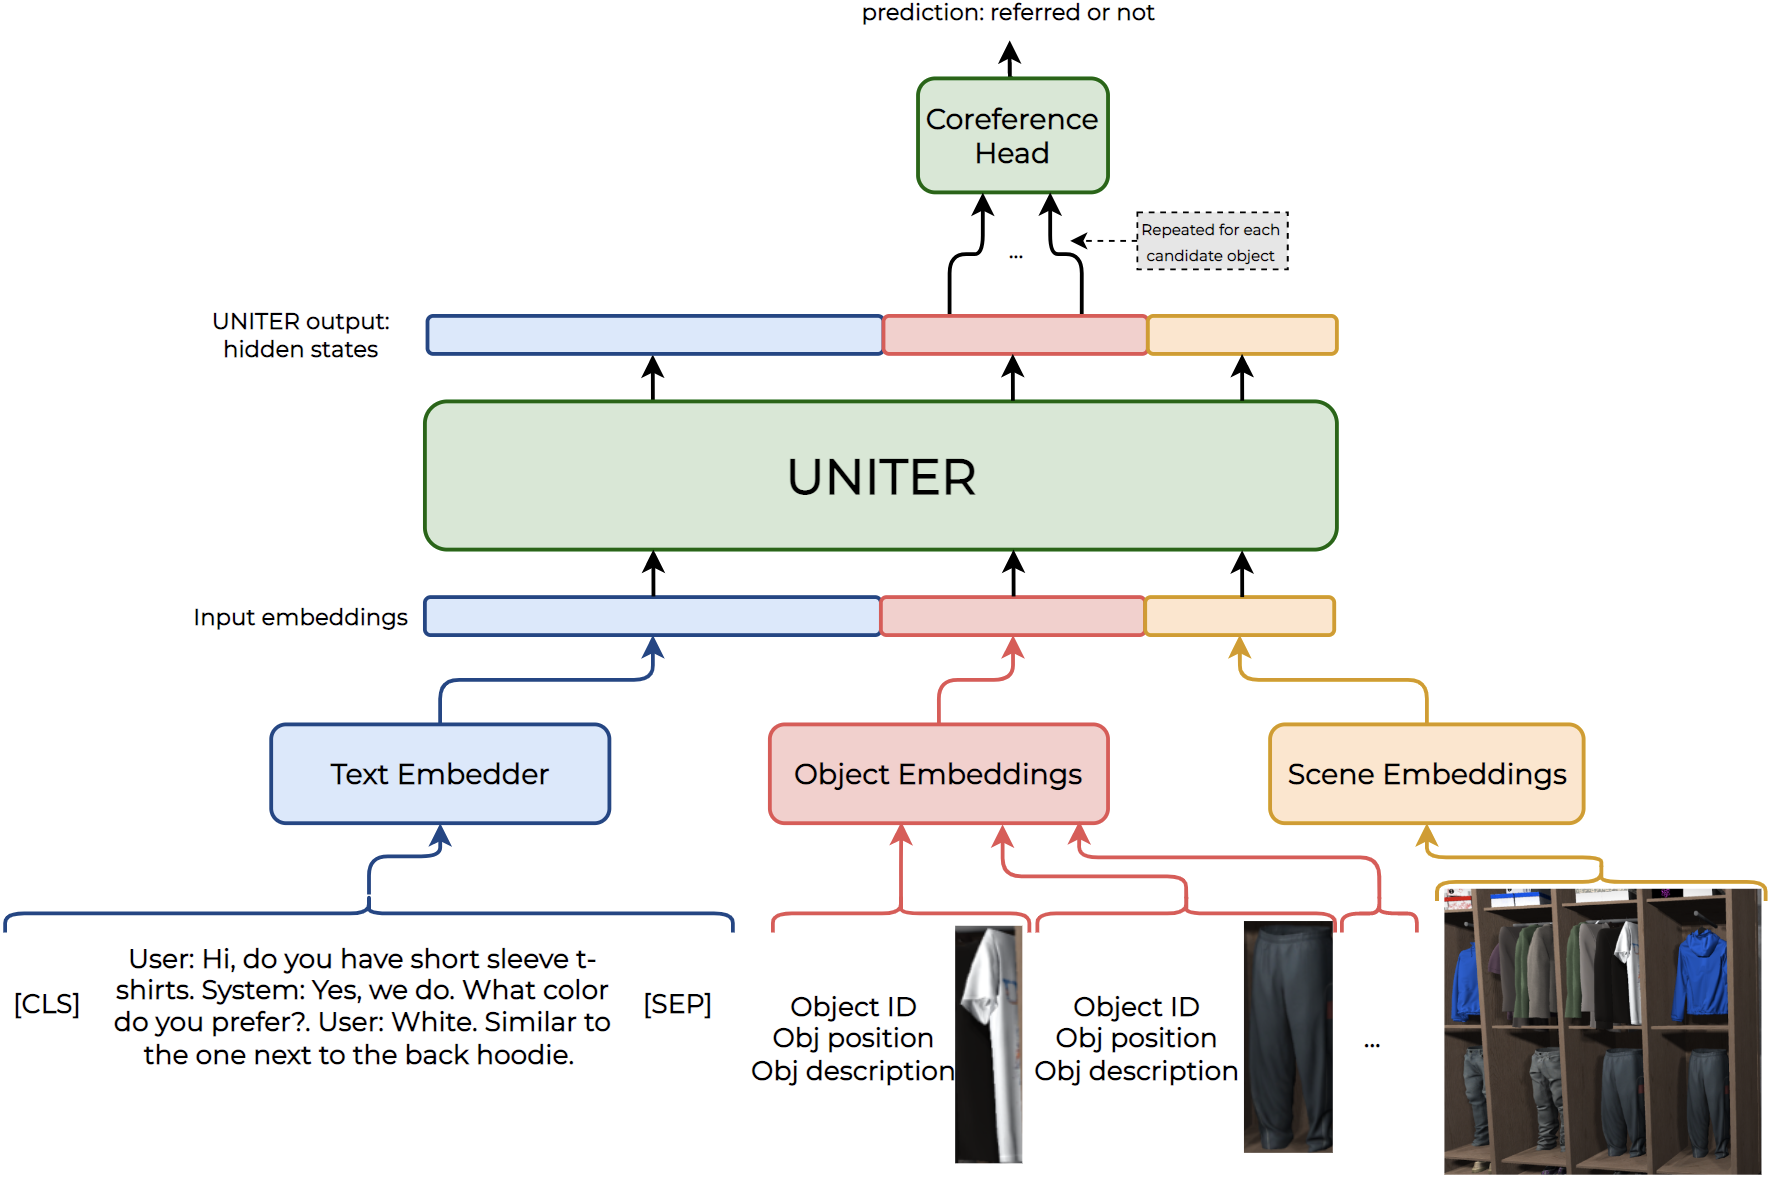 prediction: referred or not
Coreference
Head
Repeated for each
candidate object
...
UNITER output:
hidden states
UNITER
Input embeddings
Text Embedder
Object Embeddings
Scene Embeddings
[CLS]
User: Hi, do you have short sleeve t-
shirts. System: Yes, we do. What color
do you prefer?. User: White. Similar to
the one next to the back hoodie.
[SEP]
Object ID
Obj position
Obj description
Object ID
Obj position
Obj description
...